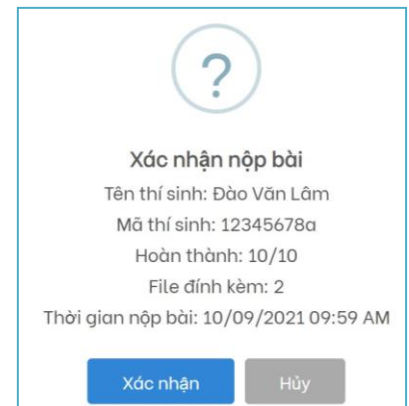 ?
Xác nhận nộp bài
Tên thí sinh: Đào Văn Lâm
Mã thí sinh: 12345678a
Hoàn thành: 10/10
File đính kèm: 2
Thời gian nộp bài: 10/09/2021 09:59 AM
Xác nhận Hủy